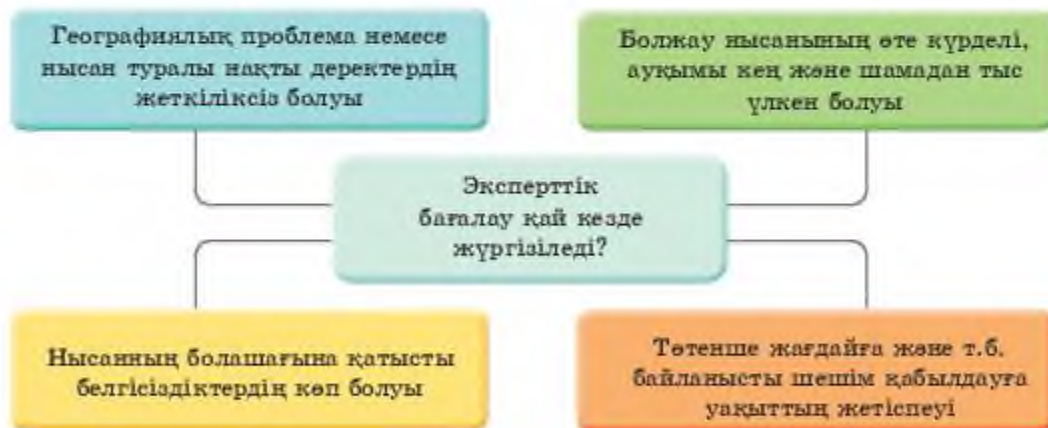 Географиялық проблема немесе
нысан туралы нақты деректердің
жеткіліксіз болуы
Болжау нысанының өте күрделі,
ауқымы кең және шамадан тыс
үлкен болуы
Эксперттік
бағалау қай кезде
жүргізіледі?
Нысанның болашағына қатысты
белгісіздіктердің көп болуы
Төтенше жағдайға және т.б.
байланысты шешім қабылдауға
уақыттың жетіспеуі